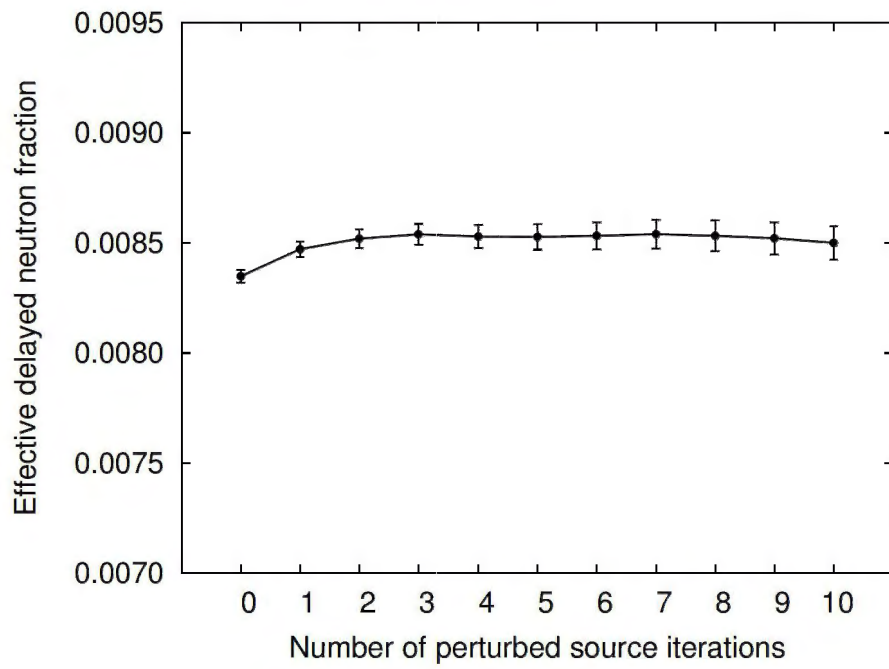 0.0095
0.0090
0.0085
0.0080
0.0075
0.0070
Effective delayed neutron fraction
0 1 2 3 4 5 6 7 8 9 10
Number of perturbed source iterations